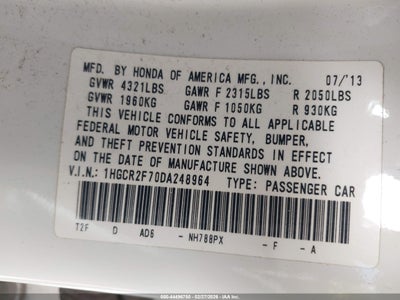 MFD. BY HONDA OF AMERICA MFG., INC. 07/'13
GVWR 4321LBS GAWR F 2315LBS R 2050LBS
GVWR 1960KG GAWR F 1050KG R 930KG
THIS VEHICLE CONFORMS TO ALL APPLICABLE
FEDERAL MOTOR VEHICLE SAFETY, BUMPER,
AND THEFT PREVENTION STANDARDS IN EFFECT
ON THE DATE OF MANUFACTURE SHOWN ABOVE.
V.I.N.: 1HGCR2F70DA248964 TYPE: PASSENGER CAR
T2F D AD6 - NH788PX - F - A